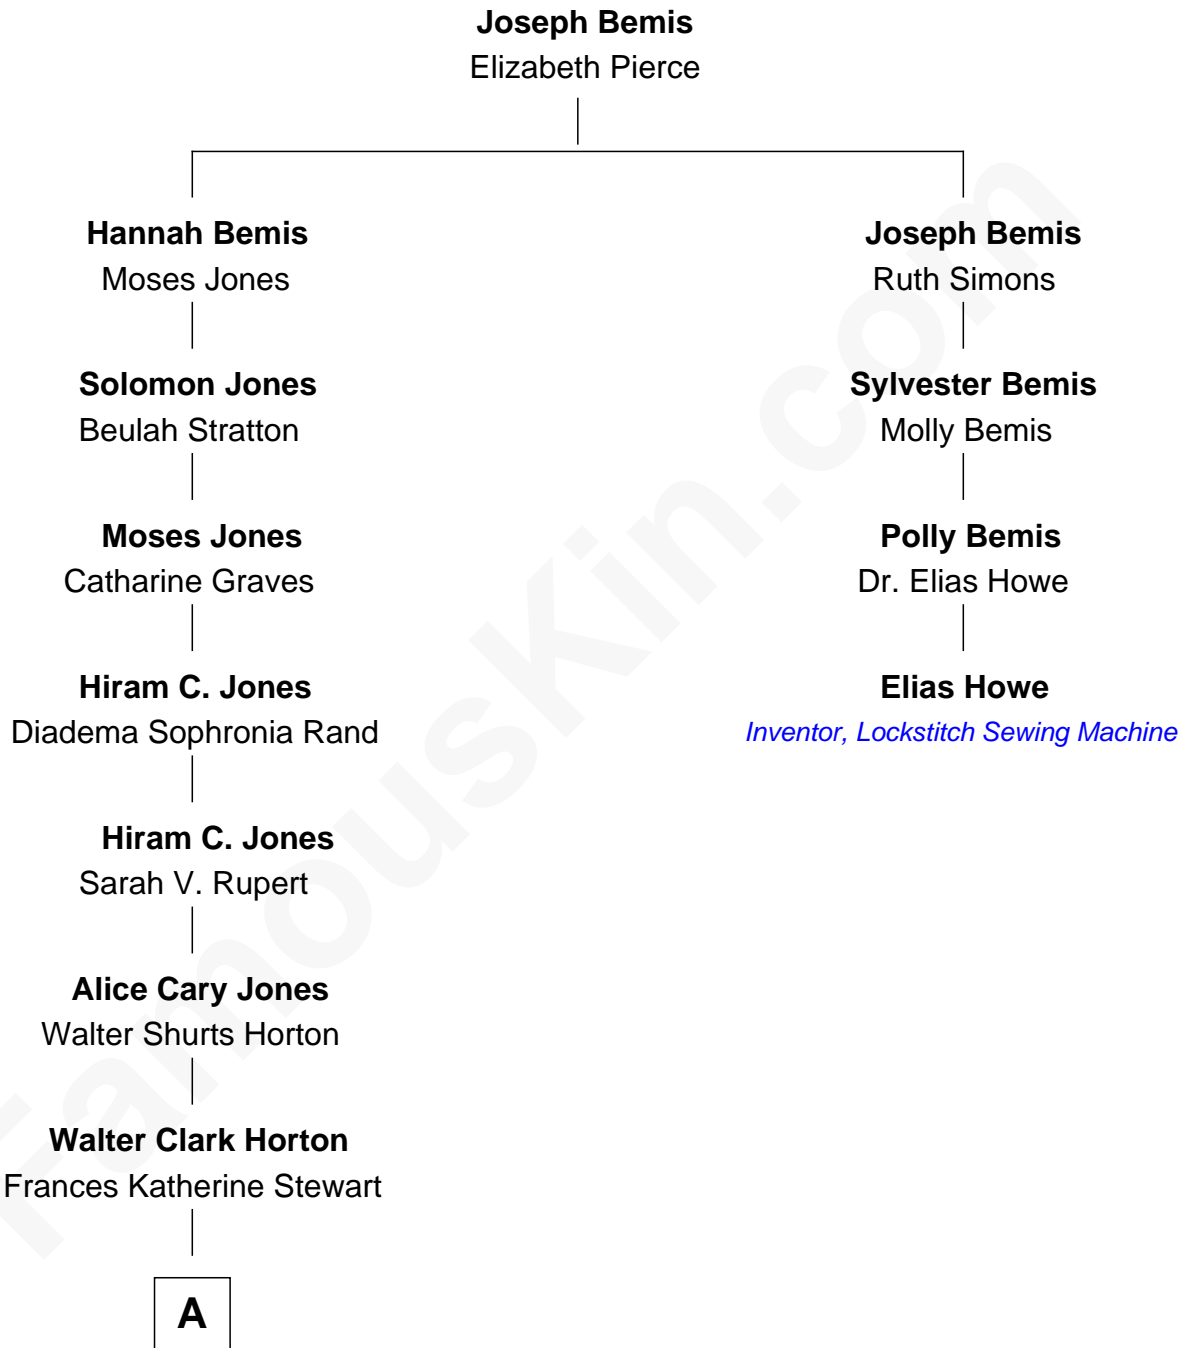 Joseph Bemis
Elizabeth Pierce
Hannah Bemis
Moses Jones
Joseph Bemis
Ruth Simons
Solomon Jones
Beulah Stratton
Sylvester Bemis
Molly Bemis
Moses Jones
Catharine Graves
Polly Bemis
Dr. Elias Howe
Hiram C. Jones
Diadema Sophronia Rand
Elias Howe
Inventor, Lockstitch Sewing Machine
Hiram C. Jones
Sarah V. Rupert
Alice Cary Jones
Walter Shurts Horton
Walter Clark Horton
Frances Katherine Stewart
A
FamousKin.com